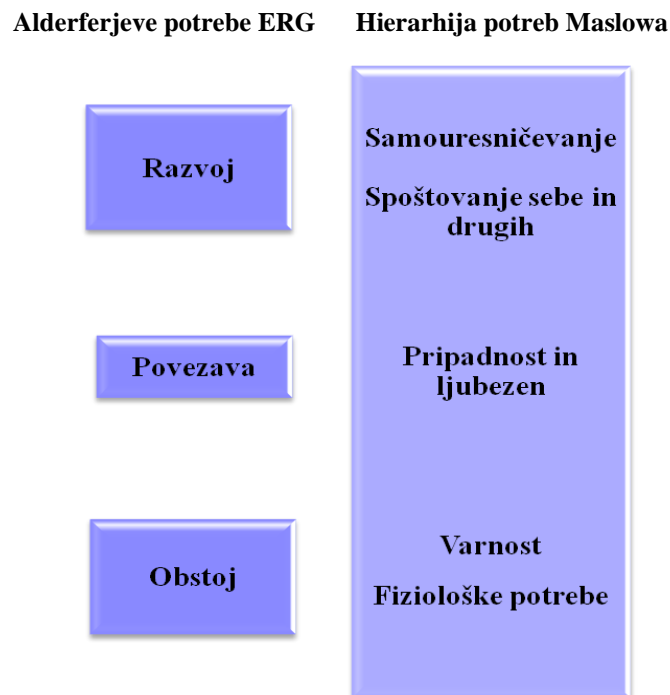 Alderferjeve potrebe ERG
Hierarhija potreb Maslowa
Razvoj
Samouresničevanje
Spoštovanje sebe in
drugih
Povezava
Pripadnost in
ljubezen
Obstoj
Varnost
Fiziološke potrebe